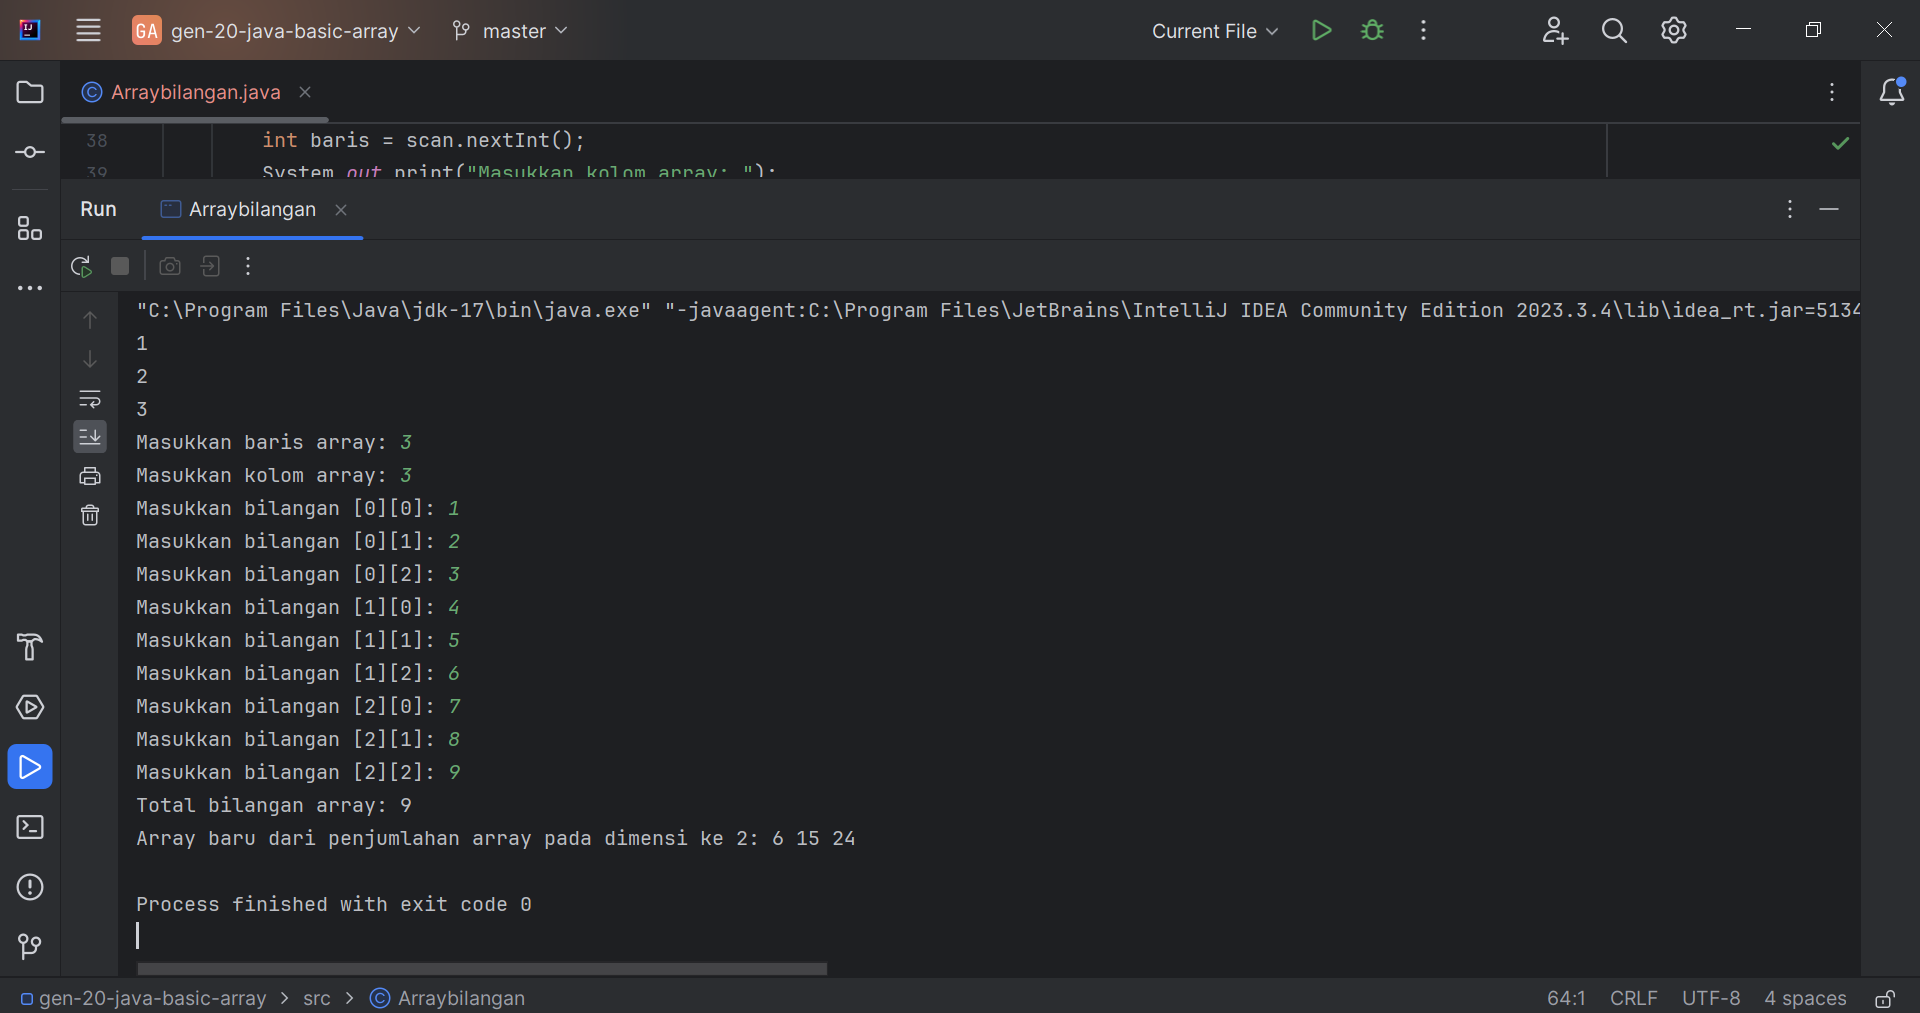 GA gen-20-java-basic-array master Current File
Arraybilangan.java
38 int baris = scan.nextInt();
39 System.out.print("Masukkan kolom array: ");
Run Arraybilangan
"C:\Program Files\Java\jdk-17\bin\java.exe" "-javaagent:C:\Program Files\JetBrains\IntelliJ IDEA Community Edition 2023.3.4\lib\idea_rt.jar=5134
1
2
3
Masukkan baris array: 3
Masukkan kolom array: 3
Masukkan bilangan [0][0]: 1
Masukkan bilangan [0][1]: 2
Masukkan bilangan [0][2]: 3
Masukkan bilangan [1][0]: 4
Masukkan bilangan [1][1]: 5
Masukkan bilangan [1][2]: 6
Masukkan bilangan [2][0]: 7
Masukkan bilangan [2][1]: 8
Masukkan bilangan [2][2]: 9
Total bilangan array: 9
Array baru dari penjumlahan array pada dimensi ke 2: 6 15 24
Process finished with exit code 0
gen-20-java-basic-array > src > Arraybilangan 64:1 CRLF UTF-8 4 spaces